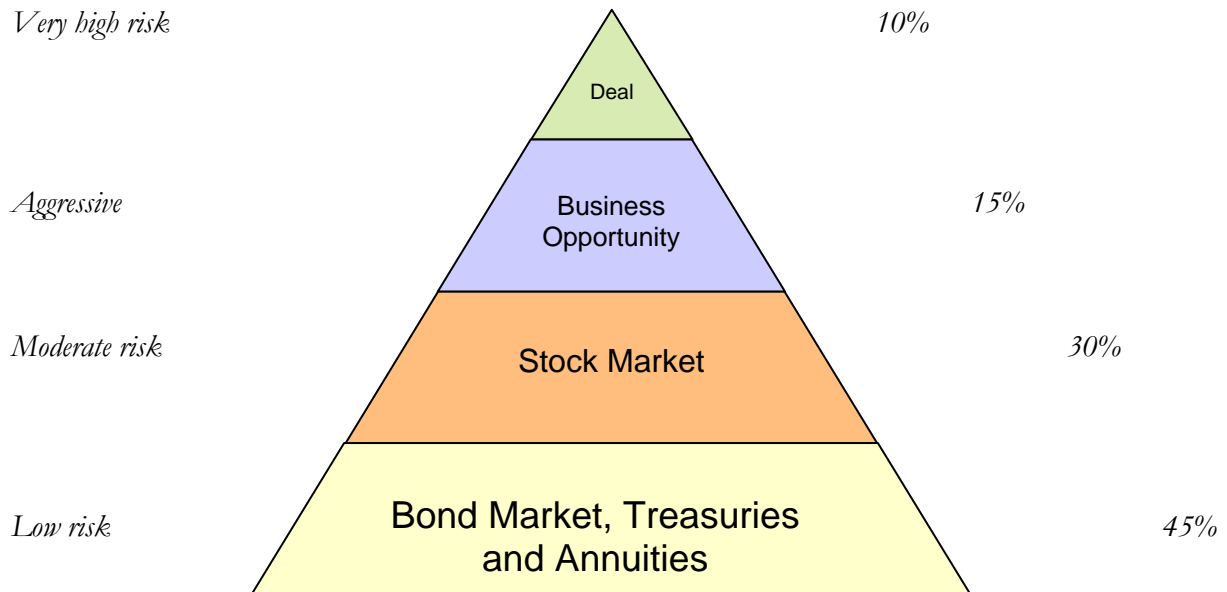 Very high risk
10%
Deal
Aggressive
15%
Business
Opportunity
Moderate risk
30%
Stock Market
Low risk
45%
Bond Market, Treasuries
and Annuities